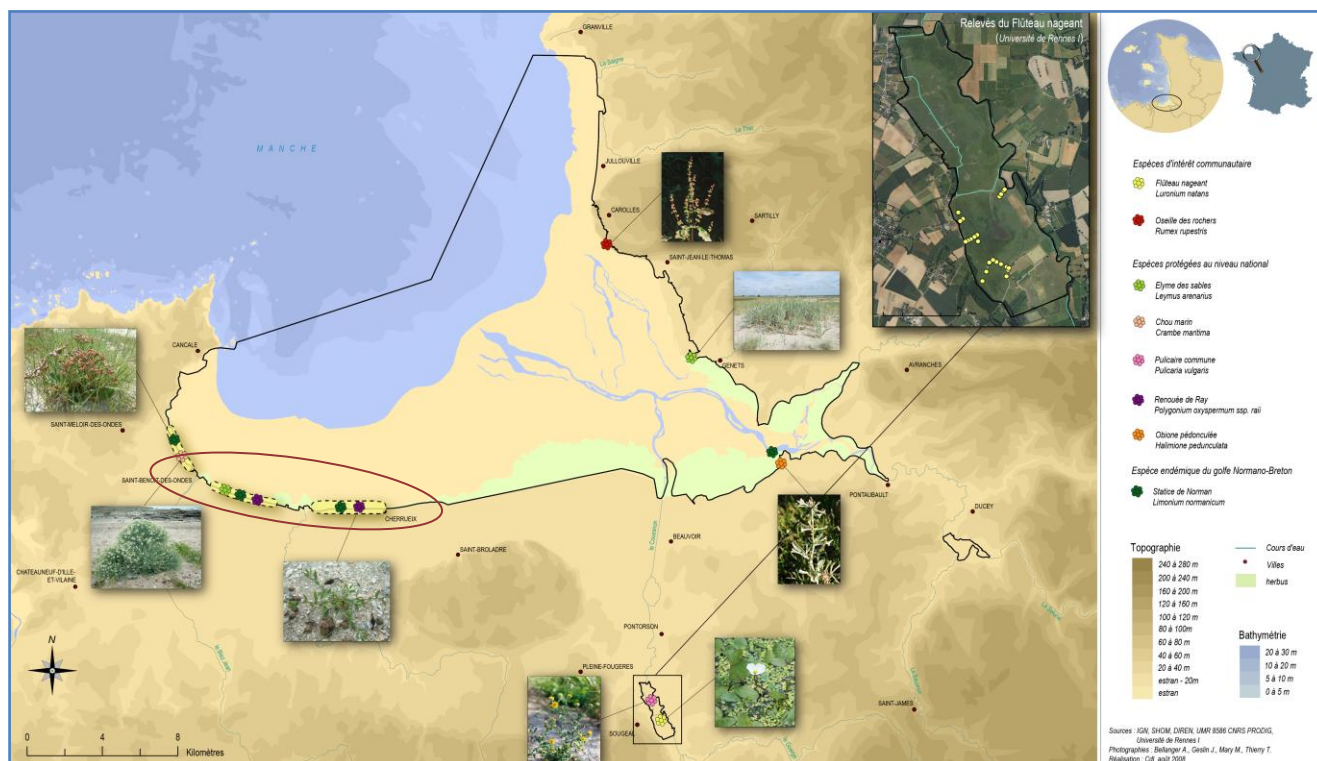 GRANVILLE
La Saigue
Le Thar
MANCHE
JULLOUVILLE
CAROLLES
SARTILLY
SAINT-JEAN-LE-THOMAS
CANCALE
GENETS
AVRANCHES
SAINT-MELOIR-DES-ONDES
SAINT-BENOIT-DES-ONDES
CHERRUEIX
PONTAUBAULT
DUCEY
le Couesnon
BEAUVOIR
SAINT-BROLADRE
CHATEAUNEUF-D'ILLE-
ET-VILAINE
PONTORSON
PLEINE-FOUGERES
SOUGEAL
SAINT-JAMES
N
0 4 8
Kilomètres
Relevés du Flûteau nageant
(Université de Rennes I)
Espèces d'intérêt communautaire
Flûteau nageant
Luronium natans
Oseille des rochers
Rumex rupestris
Espèces protégées au niveau national
Elyme des sables
Leymus arenarius
Chou marin
Crambe maritima
Pulicaire commune
Pulicaria vulgaris
Renouée de Ray
Polygonium oxyspermum ssp. raii
Obione pédonculée
Halimione pedunculata
Espèce endémique du golfe Normano-Breton
Statice de Norman
Limonium normanicum
Topographie
240 à 280 m
200 à 240 m
160 à 200 m
120 à 160 m
100 à 120 m
80 à 100m
60 à 80 m
40 à 60 m
20 à 40 m
estran - 20m
estran
Cours d'eau
Villes
herbus
Bathymétrie
20 à 30 m
10 à 20 m
5 à 10 m
0 à 5 m
Sources : IGN, SHOM, DIREN, UMR 8586 CNRS PRODIG,
Université de Rennes I
Photographies : Bellanger A., Geslin J., Mary M., Thierry T.
Réalisation : CdL, août 2008